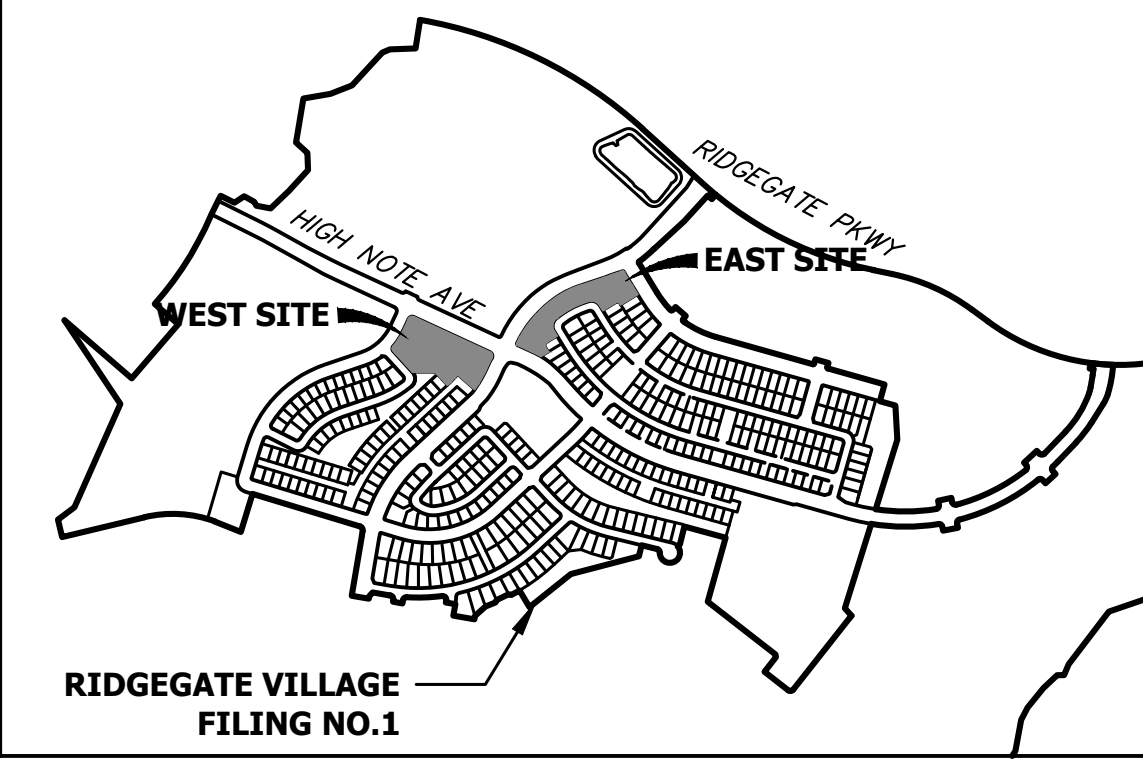 RIDGEGATE PKWY
HIGH NOTE AVE
EAST SITE
WEST SITE
RIDGEGATE VILLAGE
FILING NO.1